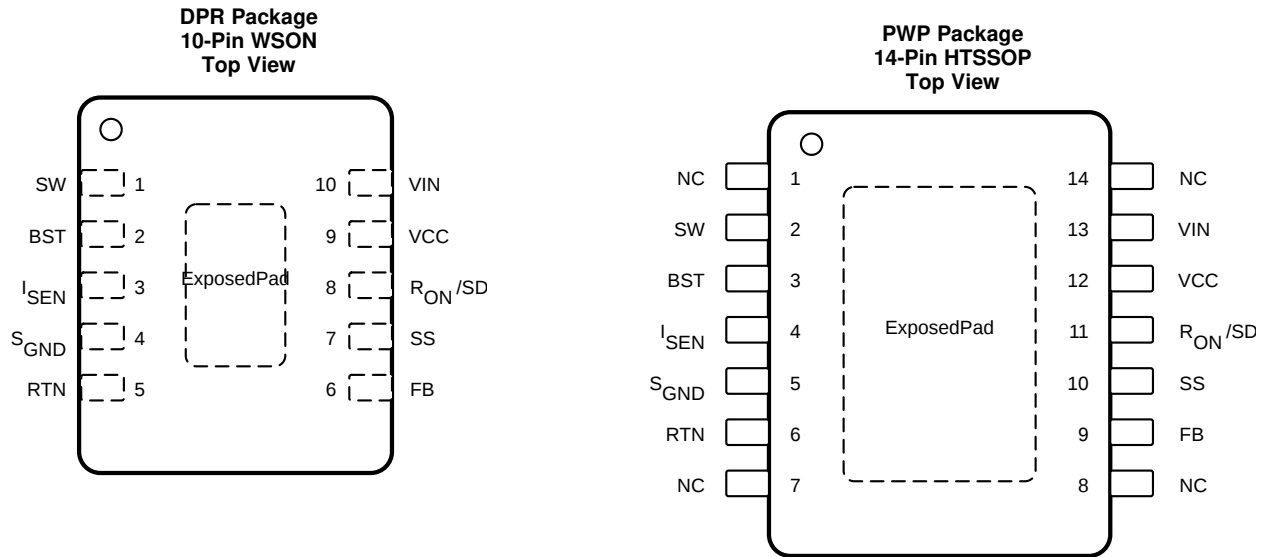 DPR Package
10-Pin WSON
Top View
SW 1 10 VIN
BST 2 9 VCC
ISEN 3 ExposedPad 8 RON/SD
SGND 4 7 SS
RTN 5 6 FB
PWP Package
14-Pin HTSSOP
Top View
NC 1 14 NC
SW 2 13 VIN
BST 3 12 VCC
ISEN 4 ExposedPad 11 RON/SD
SGND 5 10 SS
RTN 6 9 FB
NC 7 8 NC